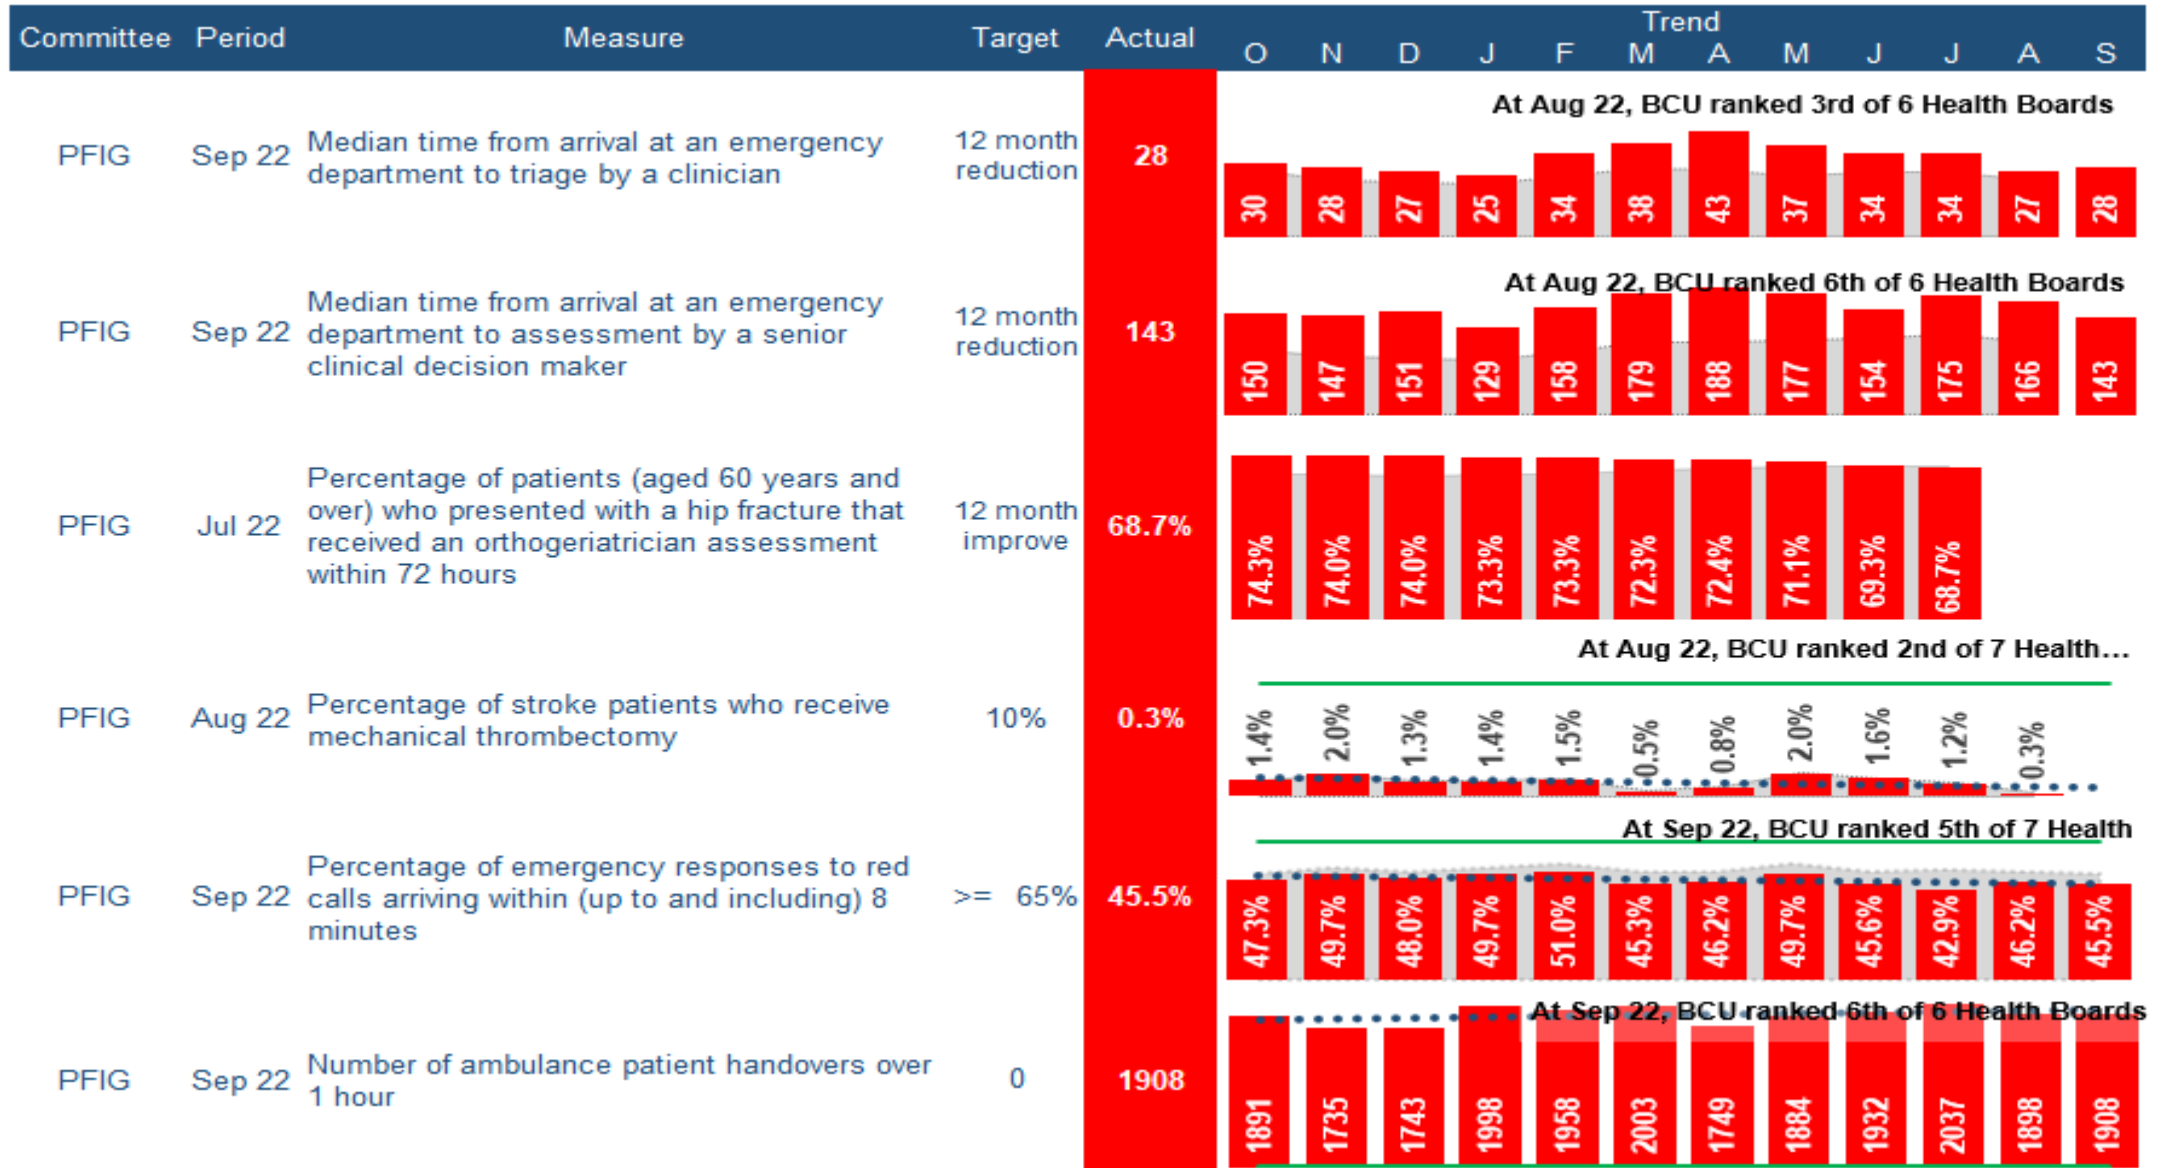 Committee Period Measure Target Actual Trend
O N D J F M A M J J A S
At Aug 22, BCU ranked 3rd of 6 Health Boards
PFIG Sep 22 Median time from arrival at an emergency 12 month 28
department to triage by a clinician reduction
30 28 27 25 34 38 43 37 34 34 27 28
At Aug 22, BCU ranked 6th of 6 Health Boards
Median time from arrival at an emergency
PFIG Sep 22 department to assessment by a senior 12 month reduction 143
clinical decision maker
150 147 151 129 158 179 188 177 154 175 166 143
Percentage of patients (aged 60 years and
over) who presented with a hip fracture that 12 month
PFIG Jul 22 received an orthogeriatrician assessment improve 68.7%
within 72 hours
74.3% 74.0% 74.0% 73.3% 73.3% 72.3% 72.4% 71.1% 69.3% 68.7%
At Aug 22, BCU ranked 2nd of 7 Health...
PFIG Aug 22 Percentage of stroke patients who receive 10% 0.3%
mechanical thrombectomy
1.4% 2.0% 1.3% 1.4% 1.5% 0.5% 0.8% 2.0% 1.6% 1.2% 0.3%
At Sep 22, BCU ranked 5th of 7 Health
Percentage of emergency responses to red
PFIG Sep 22 calls arriving within (up to and including) 8 >= 65% 45.5%
minutes
47.3% 49.7% 48.0% 49.7% 51.0% 45.3% 46.2% 49.7% 45.6% 42.9% 46.2% 45.5%
At Sep 22, BCU ranked 6th of 6 Health Boards
PFIG Sep 22 Number of ambulance patient handovers over 0 1908
1 hour
1891 1735 1743 1998 1958 2003 1749 1884 1932 2037 1898 1908